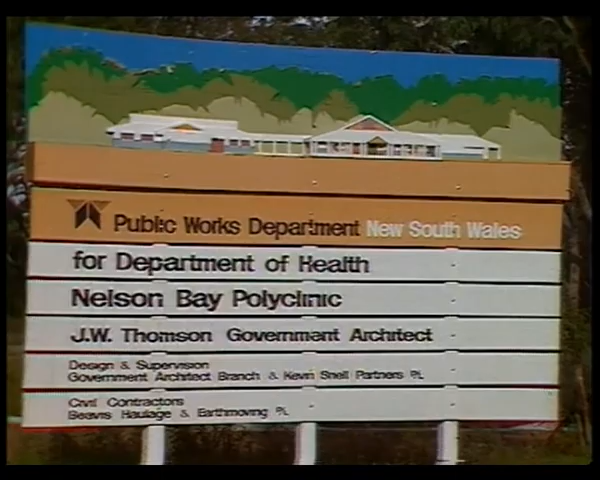 Public Works Department New South Wales
for Department of Health
Nelson Bay Polyclinic
J.W. Thomson Government Architect
Design & Supervision
Government Architect Branch & Kevin Snell Partners P/L
Civil Contractors
Beavis Haulage & Earthmoving P/L